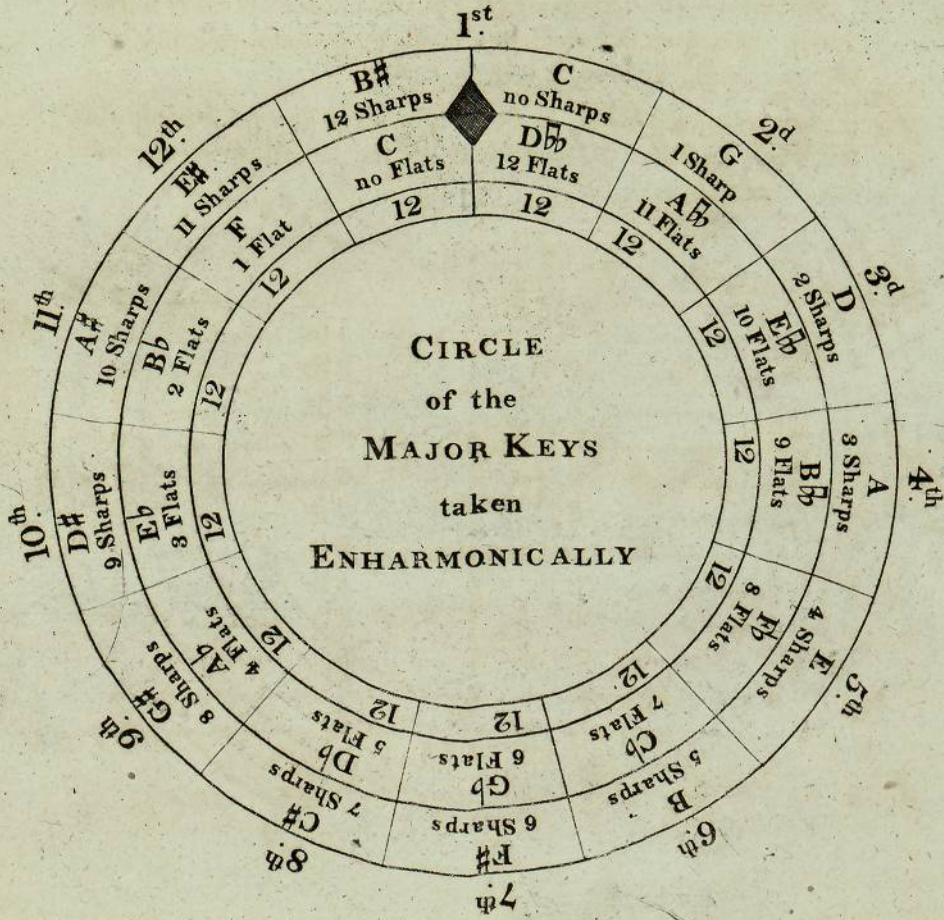 1st.
C
no Sharps
D♭♭
12 Flats
12
2d.
G
1 Sharp
A♭♭
11 Flats
12
3d.
D
2 Sharps
E♭♭
10 Flats
12
4th.
A
3 Sharps
B♭♭
9 Flats
12
5th.
E
4 Sharps
F♭
8 Flats
12
6th.
B
5 Sharps
C♭
7 Flats
12
7th.
F#
6 Sharps
G♭
6 Flats
12
8th.
C#
7 Sharps
D♭
5 Flats
12
9th.
G#
8 Sharps
A♭
4 Flats
12
10th.
D#
9 Sharps
E♭
3 Flats
12
11th.
A#
10 Sharps
B♭
2 Flats
12
12th.
E#
11 Sharps
F
1 Flat
12
B#
12 Sharps
C
no Flats
12
CIRCLE
of the
MAJOR KEYS
taken
ENHARMONICALLY